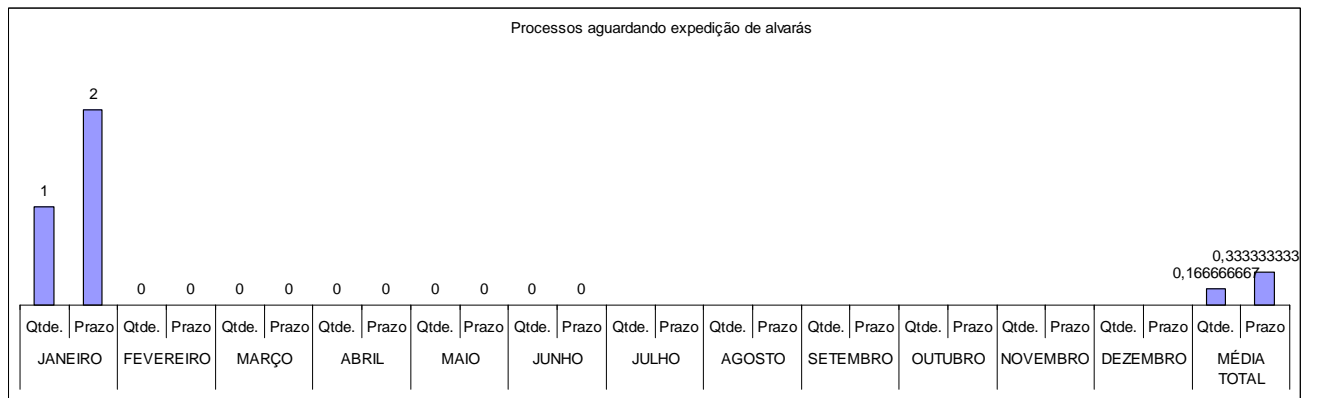 Processos aguardando expedição de alvarás
2
1
0,333333333
0,166666667
0 0 0 0 0 0 0 0 0 0
Qtde. Prazo Qtde. Prazo Qtde. Prazo Qtde. Prazo Qtde. Prazo Qtde. Prazo Qtde. Prazo Qtde. Prazo Qtde. Prazo Qtde. Prazo Qtde. Prazo Qtde. Prazo Qtde. Prazo
JANEIRO FEVEREIRO MARÇO ABRIL MAIO JUNHO JULHO AGOSTO SETEMBRO OUTUBRO NOVEMBRO DEZEMBRO MÉDIA
TOTAL